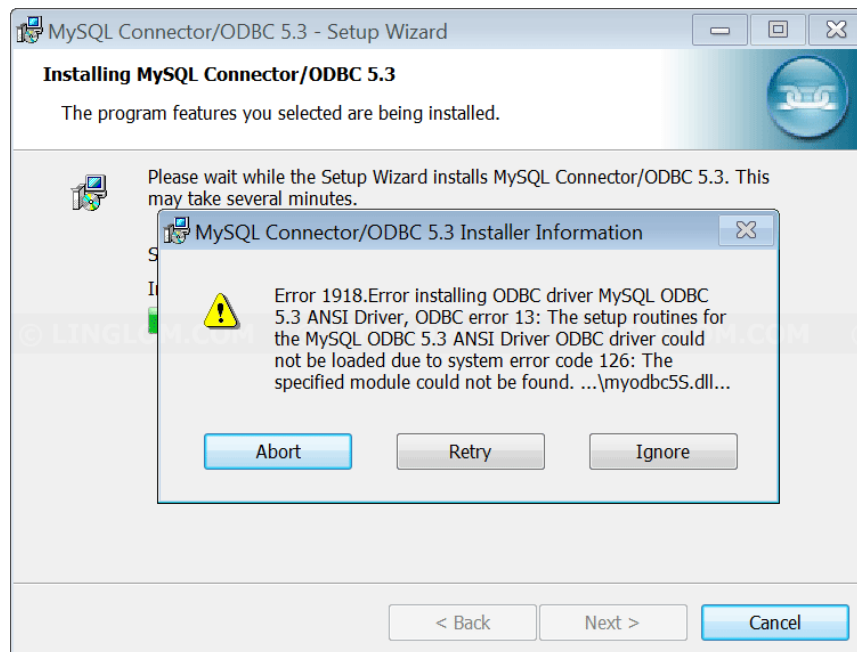 MySQL Connector/ODBC 5.3 - Setup Wizard
Installing MySQL Connector/ODBC 5.3
The program features you selected are being installed.
Please wait while the Setup Wizard installs MySQL Connector/ODBC 5.3. This
may take several minutes.
MySQL Connector/ODBC 5.3 Installer Information
S
Error 1918.Error installing ODBC driver MySQL ODBC
5.3 ANSI Driver, ODBC error 13: The setup routines for
the MySQL ODBC 5.3 ANSI Driver ODBC driver could
not be loaded due to system error code 126: The
specified module could not be found. ...\myodbc5S.dll...
Abort Retry Ignore
< Back Next > Cancel